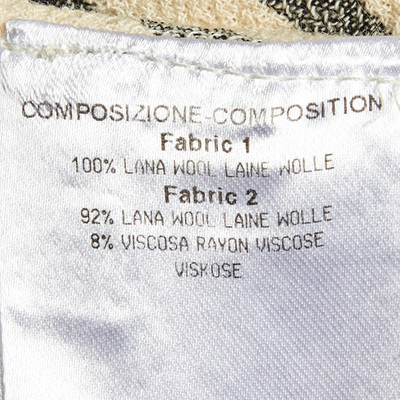 COMPOSIZIONE-COMPOSITION
Fabric 1
100% LANA WOOL LAINE WOLLE
Fabric 2
92% LANA WOOL LAINE WOLLE
8% VISCOSA RAYON VISCOSE
VISKOSE